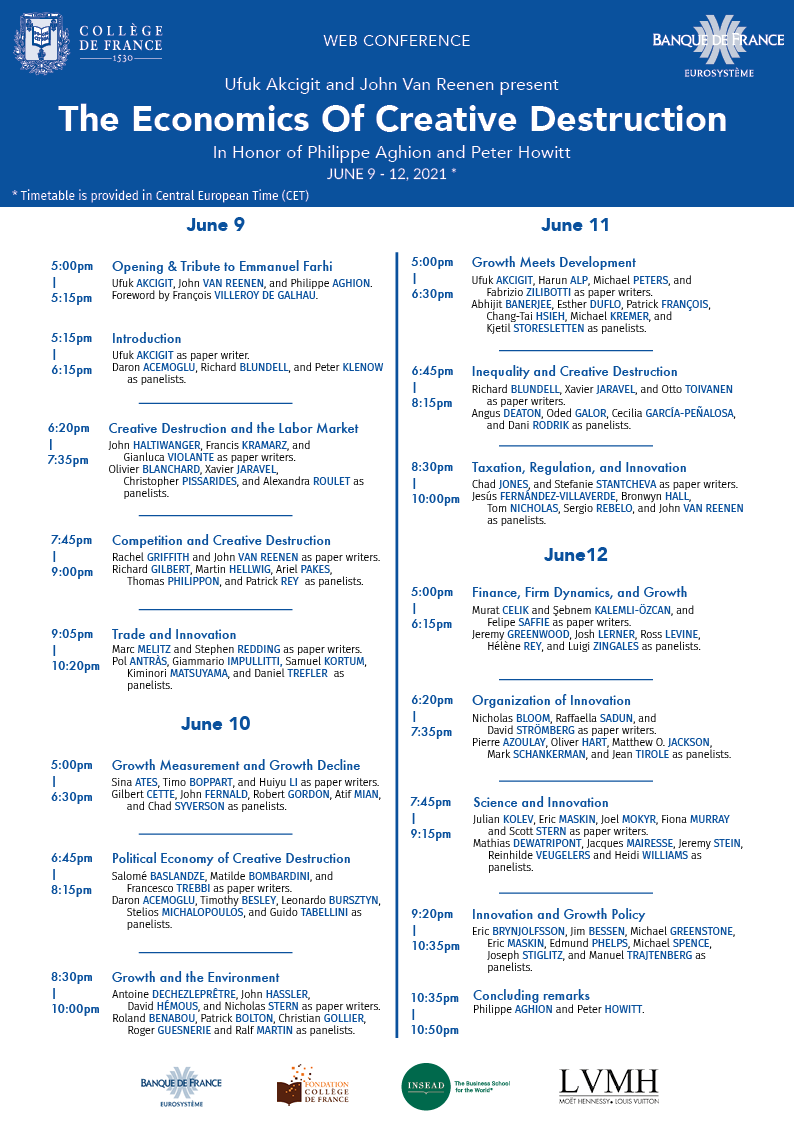 COLLÈGE
DE FRANCE
1530
WEB CONFERENCE
BANQUE DE FRANCE
EUROSYSTÈME
Ufuk Akcigit and John Van Reenen present
The Economics Of Creative Destruction
In Honor of Philippe Aghion and Peter Howitt
JUNE 9 - 12, 2021 *
* Timetable is provided in Central European Time (CET)
June 9
5:00pm
|
5:15pm
Opening & Tribute to Emmanuel Farhi
Ufuk AKCIGIT, John VAN REENEN, and Philippe AGHION.
Foreword by François VILLEROY DE GALHAU.
5:15pm
|
6:15pm
Introduction
Ufuk AKCIGIT as paper writer.
Daron ACEMOGLU, Richard BLUNDELL, and Peter KLENOW
as panelists.
6:20pm
|
7:35pm
Creative Destruction and the Labor Market
John HALTIWANGER, Francis KRAMARZ, and
Gianluca VIOLANTE as paper writers.
Olivier BLANCHARD, Xavier JARAVEL,
Christopher PISSARIDES, and Alexandra ROULET as
panelists.
7:45pm
|
9:00pm
Competition and Creative Destruction
Rachel GRIFFITH and John VAN REENEN as paper writers.
Richard GILBERT, Martin HELLWIG, Ariel PAKES,
Thomas PHILIPPON, and Patrick REY as panelists.
9:05pm
|
10:20pm
Trade and Innovation
Marc MELITZ and Stephen REDDING as paper writers.
Pol ANTRÀS, Giammario IMPULLITTI, Samuel KORTUM,
Kiminori MATSUYAMA, and Daniel TREFLER as
panelists.
June 10
5:00pm
|
6:30pm
Growth Measurement and Growth Decline
Sina ATES, Timo BOPPART, and Huiyu LI as paper writers.
Gilbert CETTE, John FERNALD, Robert GORDON, Atif MIAN,
and Chad SYVERSON as panelists.
6:45pm
|
8:15pm
Political Economy of Creative Destruction
Salomé BASLANDZE, Matilde BOMBARDINI, and
Francesco TREBBI as paper writers.
Daron ACEMOGLU, Timothy BESLEY, Leonardo BURSZTYN,
Stelios MICHALOPOULOS, and Guido TABELLINI as
panelists.
8:30pm
|
10:00pm
Growth and the Environment
Antoine DECHEZLEPRÊTRE, John HASSLER,
David HÉMOUS, and Nicholas STERN as paper writers.
Roland BENABOU, Patrick BOLTON, Christian GOLLIER,
Roger GUESNERIE and Ralf MARTIN as panelists.
June 11
5:00pm
|
6:30pm
Growth Meets Development
Ufuk AKCIGIT, Harun ALP, Michael PETERS, and
Fabrizio ZILIBOTTI as paper writers.
Abhijit BANERJEE, Esther DUFLO, Patrick FRANÇOIS,
Chang-Tai HSIEH, Michael KREMER, and
Kjetil STORESLETTEN as panelists.
6:45pm
|
8:15pm
Inequality and Creative Destruction
Richard BLUNDELL, Xavier JARAVEL, and Otto TOIVANEN
as paper writers.
Angus DEATON, Oded GALOR, Cecilia GARCÍA-PEÑALOSA,
and Dani RODRIK as panelists.
8:30pm
|
10:00pm
Taxation, Regulation, and Innovation
Chad JONES, and Stefanie STANTCHEVA as paper writers.
Jesús FERNÁNDEZ-VILLAVERDE, Bronwyn HALL,
Tom NICHOLAS, Sergio REBELO, and John VAN REENEN
as panelists.
June12
5:00pm
|
6:15pm
Finance, Firm Dynamics, and Growth
Murat CELIK and Şebnem KALEMLI-ÖZCAN, and
Felipe SAFFIE as paper writers.
Jeremy GREENWOOD, Josh LERNER, Ross LEVINE,
Hélène REY, and Luigi ZINGALES as panelists.
6:20pm
|
7:35pm
Organization of Innovation
Nicholas BLOOM, Raffaella SADUN, and
David STRÖMBERG as paper writers.
Pierre AZOULAY, Oliver HART, Matthew O. JACKSON,
Mark SCHANKERMAN, and Jean TIROLE as panelists.
7:45pm
|
9:15pm
Science and Innovation
Julian KOLEV, Eric MASKIN, Joel MOKYR, Fiona MURRAY
and Scott STERN as paper writers.
Mathias DEWATRIPONT, Jacques MAIRESSE, Jeremy STEIN,
Reinhilde VEUGELERS and Heidi WILLIAMS as
panelists.
9:20pm
|
10:35pm
Innovation and Growth Policy
Eric BRYNJOLFSSON, Jim BESSEN, Michael GREENSTONE,
Eric MASKIN, Edmund PHELPS, Michael SPENCE,
Joseph STIGLITZ, and Manuel TRAJTENBERG as
panelists.
10:35pm
|
10:50pm
Concluding remarks
Philippe AGHION and Peter HOWITT.
BANQUE DE FRANCE
EUROSYSTÈME
FONDATION
COLLÈGE
DE FRANCE
INSEAD
The Business School
for the World®
LVMH
MOËT HENNESSY • LOUIS VUITTON